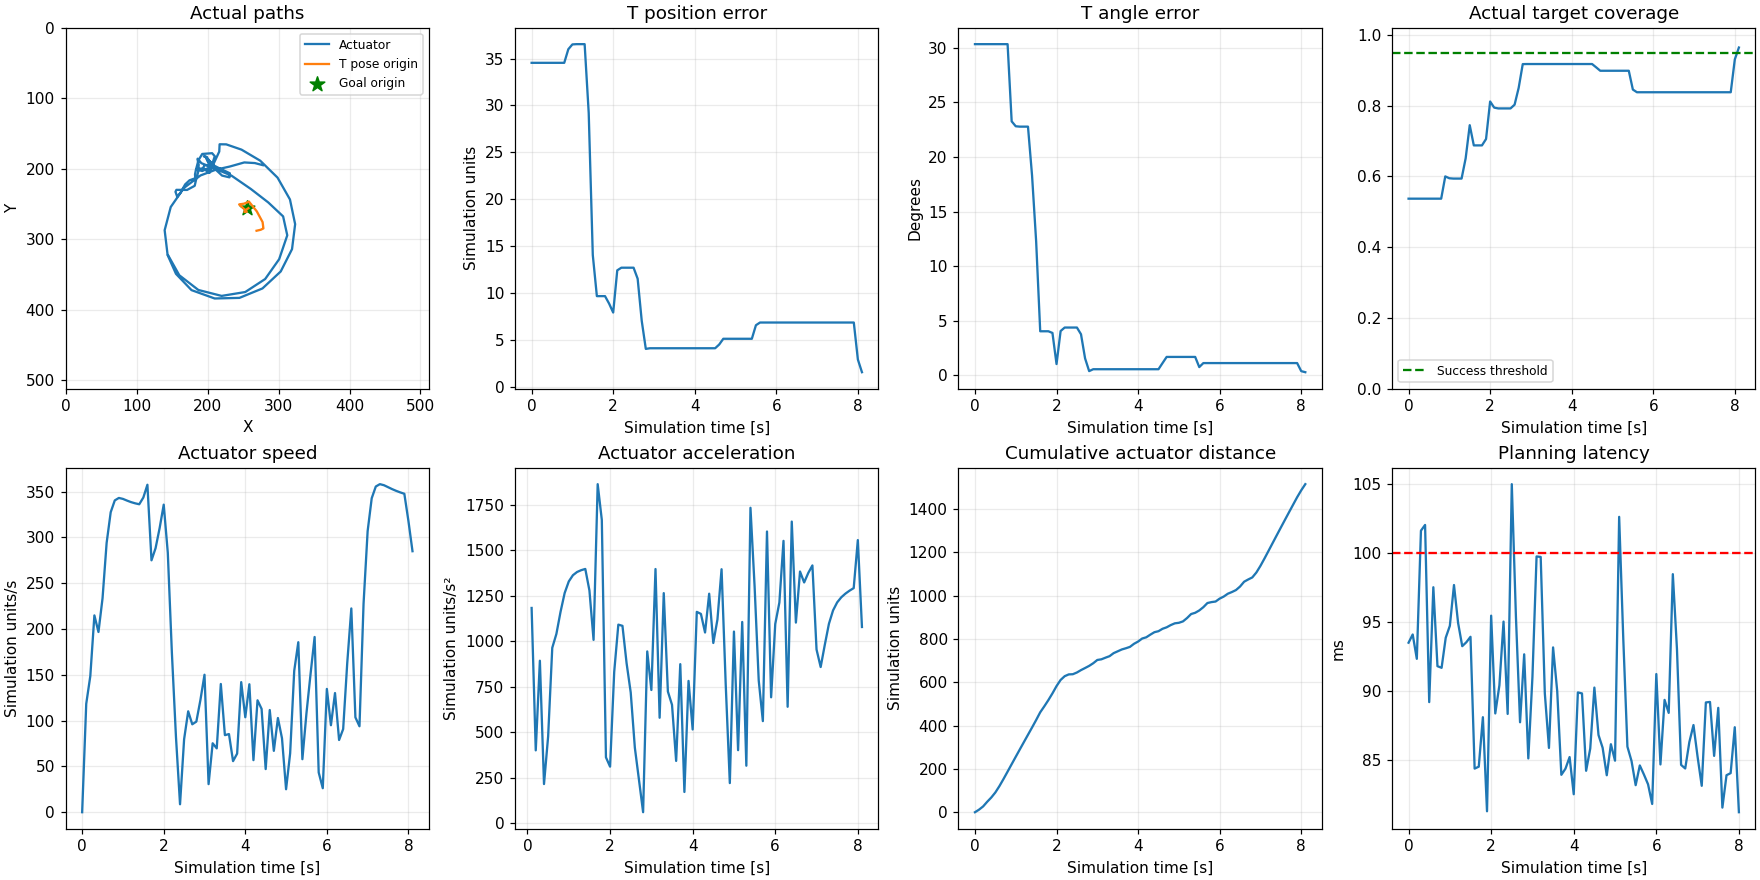 Actual paths
0
100
200
300
400
500
Y
Actuator
T pose origin
Goal origin
0 100 200 300 400 500
X
T position error
35
30
25
20
15
10
5
0
Simulation units
0 2 4 6 8
Simulation time [s]
T angle error
30
25
20
15
10
5
0
Degrees
0 2 4 6 8
Simulation time [s]
Actual target coverage
1.0
0.8
0.6
0.4
0.2
0.0
Success threshold
0 2 4 6 8
Simulation time [s]
Actuator speed
350
300
250
200
150
100
50
0
Simulation units/s
0 2 4 6 8
Simulation time [s]
Actuator acceleration
1750
1500
1250
1000
750
500
250
0
Simulation units/s²
0 2 4 6 8
Simulation time [s]
Cumulative actuator distance
1400
1200
1000
800
600
400
200
0
Simulation units
0 2 4 6 8
Simulation time [s]
Planning latency
105
100
95
90
85
ms
0 2 4 6 8
Simulation time [s]